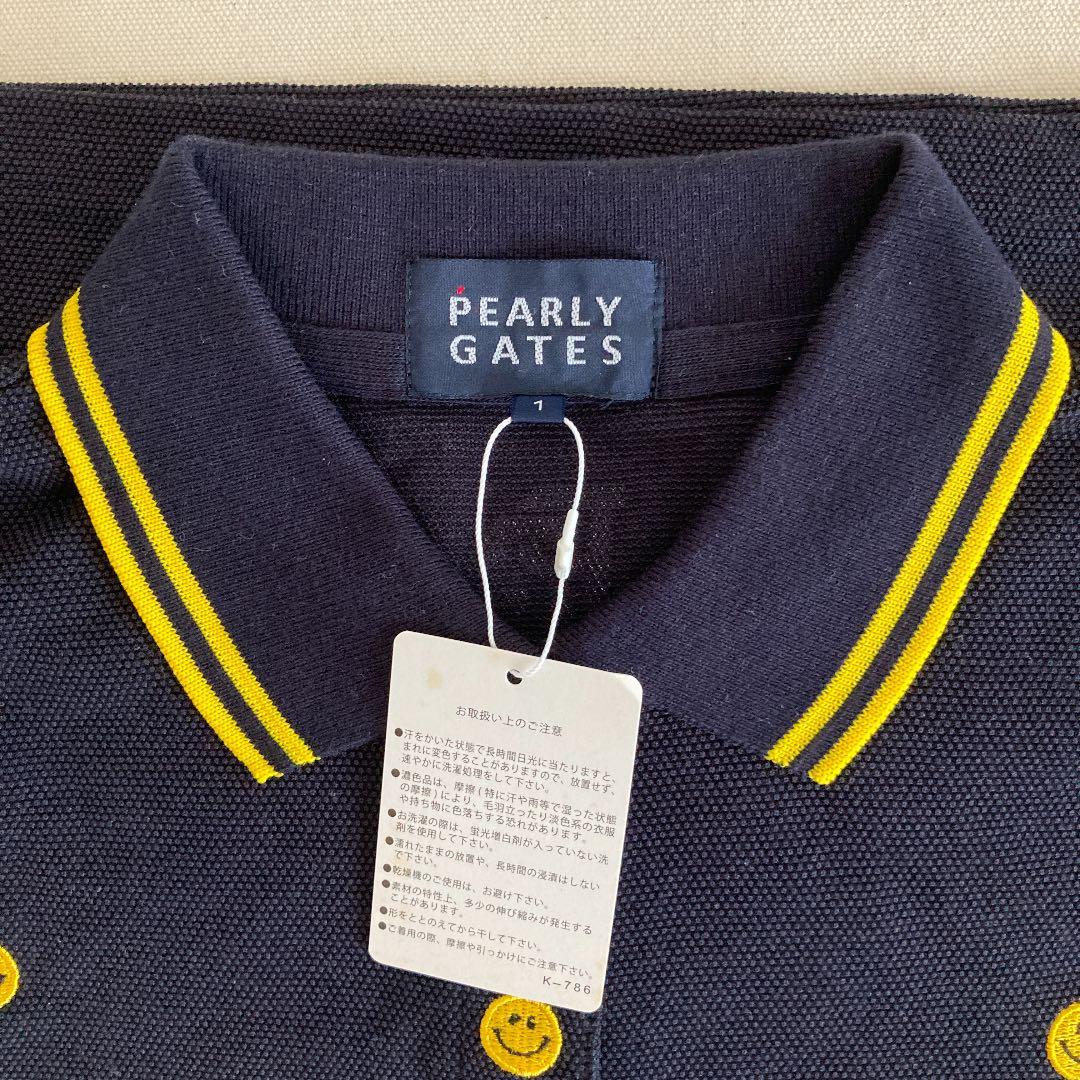 PEARLY
GATES
1
お取扱い上のご注意
●汗をかいた状態で長時間日光に当たりますと、
まれに変色することがありますので、放置せず、
速やかに洗濯処理をして下さい。
●濃色品は、摩擦(特に汗や雨等で湿った状態
の摩擦)により、毛羽立ったり淡色系の衣服
や持ち物に色落ちする恐れがあります。
●お洗濯の際は、蛍光増白剤が入っていない洗
剤を使用して下さい。
●濡れたままの放置や、長時間の浸漬はしない
で下さい。
●乾燥機のご使用は、お避け下さい。
●素材の特性上、多少の伸び縮みが発生する
ことがあります。
●形をととのえてから干して下さい。
●ご着用の際、摩擦や引っかけにご注意下さい。
K-786